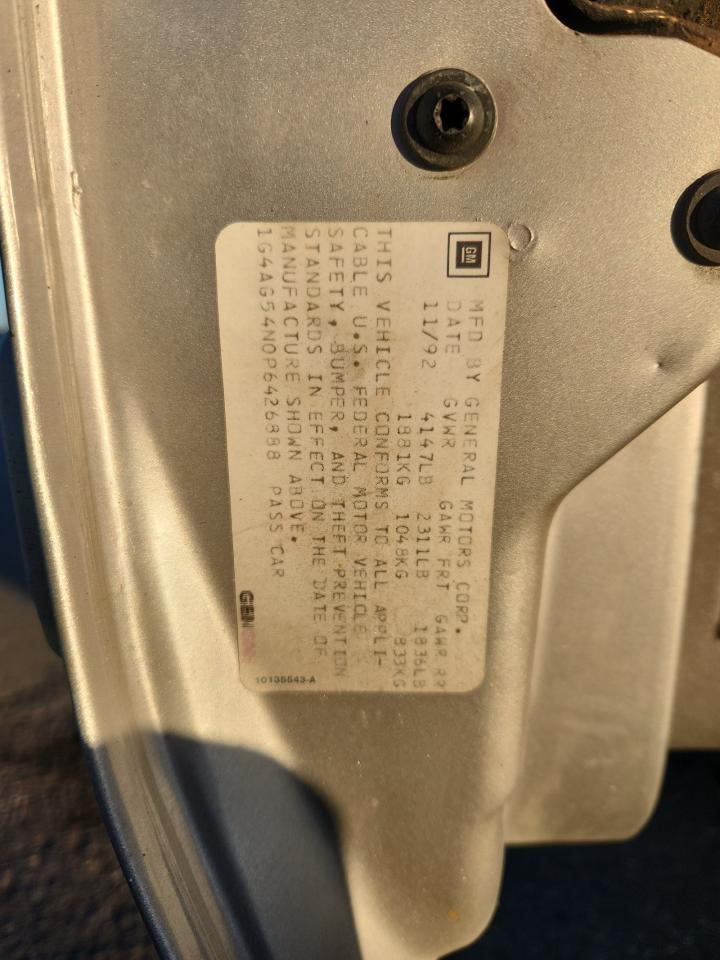 GM
MFD BY GENERAL MOTORS CORP.
DATE GVWR GAWR FRT GAWR RR
11/92 4147LB 2311LB 1836LB
1881KG 1048KG 833KG
THIS VEHICLE CONFORMS TO ALL APPLI-
CABLE U.S. FEDERAL MOTOR VEHICLE
SAFETY, BUMPER, AND THEFT PREVENTION
STANDARDS IN EFFECT ON THE DATE OF
MANUFACTURE SHOWN ABOVE.
1G4AG54N0P6426888 PASS CAR
10135543-A